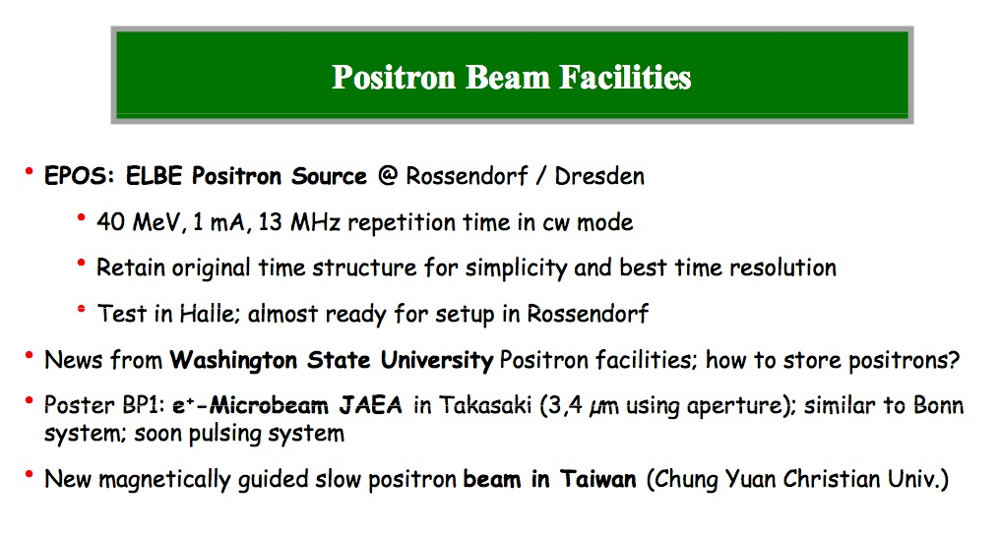 Positron Beam Facilities
• EPOS: ELBE Positron Source @ Rossendorf / Dresden
• 40 MeV, 1 mA, 13 MHz repetition time in cw mode
• Retain original time structure for simplicity and best time resolution
• Test in Halle; almost ready for setup in Rossendorf
• News from Washington State University Positron facilities; how to store positrons?
• Poster BP1: e⁺-Microbeam JAEA in Takasaki (3,4 µm using aperture); similar to Bonn
system; soon pulsing system
• New magnetically guided slow positron beam in Taiwan (Chung Yuan Christian Univ.)